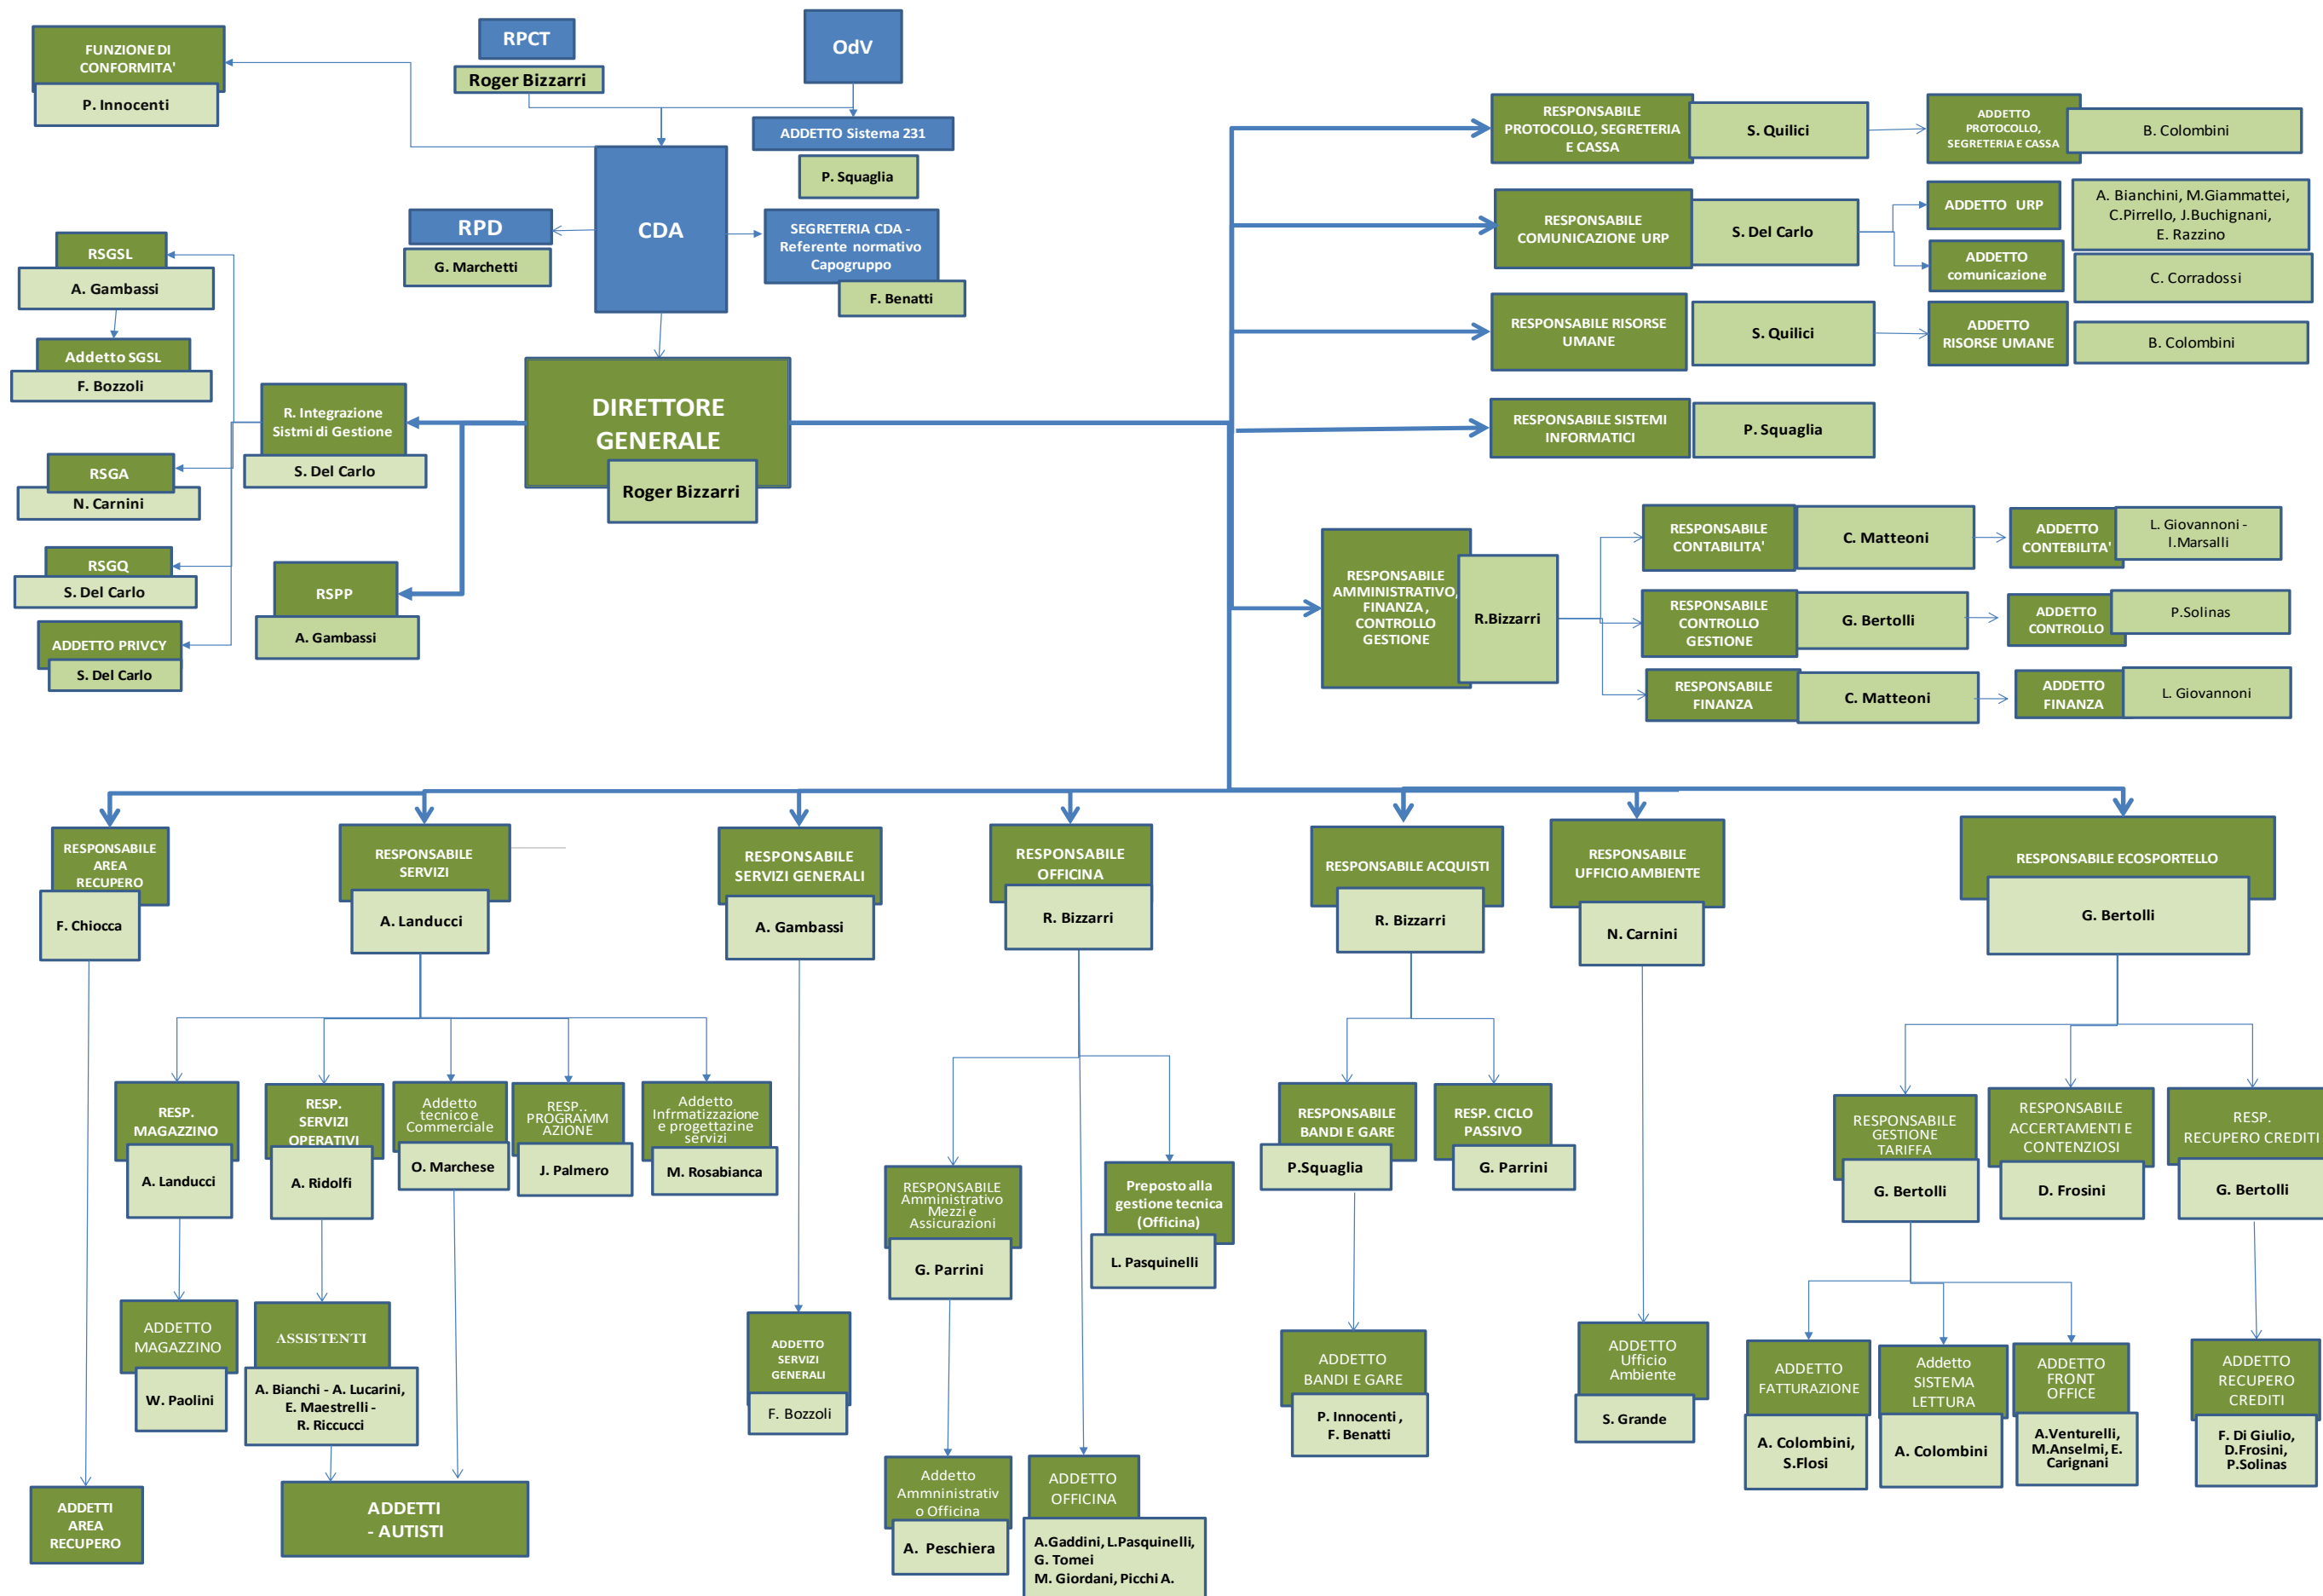 FUNZIONE DI
CONFORMITA'
P. Innocenti
RPCT
Roger Bizzarri
OdV
ADDETTO Sistema 231
P. Squaglia
CDA
RPD
G. Marchetti
SEGRETERIA CDA -
Referente normativo
Capogruppo
F. Benatti
RSGSL
A. Gambassi
Addetto SGSL
F. Bozzoli
R. Integrazione
Sistmi di Gestione
S. Del Carlo
RSGA
N. Carnini
RSGQ
S. Del Carlo
ADDETTO PRIVCY
S. Del Carlo
RSPP
A. Gambassi
DIRETTORE
GENERALE
Roger Bizzarri
RESPONSABILE
PROTOCOLLO, SEGRETERIA
E CASSA
S. Quilici
ADDETTO
PROTOCOLLO,
SEGRETERIA E CASSA
B. Colombini
RESPONSABILE
COMUNICAZIONE URP
S. Del Carlo
ADDETTO URP
A. Bianchini, M.Giammattei,
C.Pirrello, J.Buchignani,
E. Razzino
ADDETTO
comunicazione
C. Corradossi
RESPONSABILE RISORSE
UMANE
S. Quilici
ADDETTO
RISORSE UMANE
B. Colombini
RESPONSABILE SISTEMI
INFORMATICI
P. Squaglia
RESPONSABILE
AMMINISTRATIVO,
FINANZA ,
CONTROLLO
GESTIONE
R.Bizzarri
RESPONSABILE
CONTABILITA'
C. Matteoni
ADDETTO
CONTEBILITA'
L. Giovannoni -
I.Marsalli
RESPONSABILE
CONTROLLO
GESTIONE
G. Bertolli
ADDETTO
CONTROLLO
P.Solinas
RESPONSABILE
FINANZA
C. Matteoni
ADDETTO
FINANZA
L. Giovannoni
RESPONSABILE
AREA
RECUPERO
F. Chiocca
RESPONSABILE
SERVIZI
A. Landucci
RESPONSABILE
SERVIZI GENERALI
A. Gambassi
RESPONSABILE
OFFICINA
R. Bizzarri
RESPONSABILE ACQUISTI
R. Bizzarri
RESPONSABILE
UFFICIO AMBIENTE
N. Carnini
RESPONSABILE ECOSPORTELLO
G. Bertolli
RESP.
MAGAZZINO
A. Landucci
RESP.
SERVIZI
OPERATIVI
A. Ridolfi
Addetto
tecnico e
Commerciale
O. Marchese
RESP..
PROGRAMM
AZIONE
J. Palmero
Addetto
Infrmatizzazione
e progettazine
servizi
M. Rosabianca
RESPONSABILE
Amministrativo
Mezzi e
Assicurazioni
G. Parrini
Preposto alla
gestione tecnica
(Officina)
L. Pasquinelli
RESPONSABILE
BANDI E GARE
P.Squaglia
RESP. CICLO
PASSIVO
G. Parrini
RESPONSABILE
GESTIONE
TARIFFA
G. Bertolli
RESPONSABILE
ACCERTAMENTI E
CONTENZIOSI
D. Frosini
RESP.
RECUPERO CREDITI
G. Bertolli
ADDETTO
MAGAZZINO
W. Paolini
ASSISTENTI
A. Bianchi - A. Lucarini,
E. Maestrelli -
R. Riccucci
ADDETTO
SERVIZI
GENERALI
F. Bozzoli
ADDETTO
BANDI E GARE
P. Innocenti ,
F. Benatti
ADDETTO
Ufficio
Ambiente
S. Grande
ADDETTO
FATTURAZIONE
A. Colombini,
S.Flosi
Addetto
SISTEMA
LETTURA
A. Colombini
ADDETTO
FRONT
OFFICE
A.Venturelli,
M.Anselmi, E.
Carignani
ADDETTO
RECUPERO
CREDITI
F. Di Giulio,
D.Frosini,
P.Solinas
ADDETTI
AREA
RECUPERO
ADDETTI
- AUTISTI
Addetto
Ammninistrativ
o Officina
A. Peschiera
ADDETTO
OFFICINA
A.Gaddini, L.Pasquinelli,
G. Tomei
M. Giordani, Picchi A.